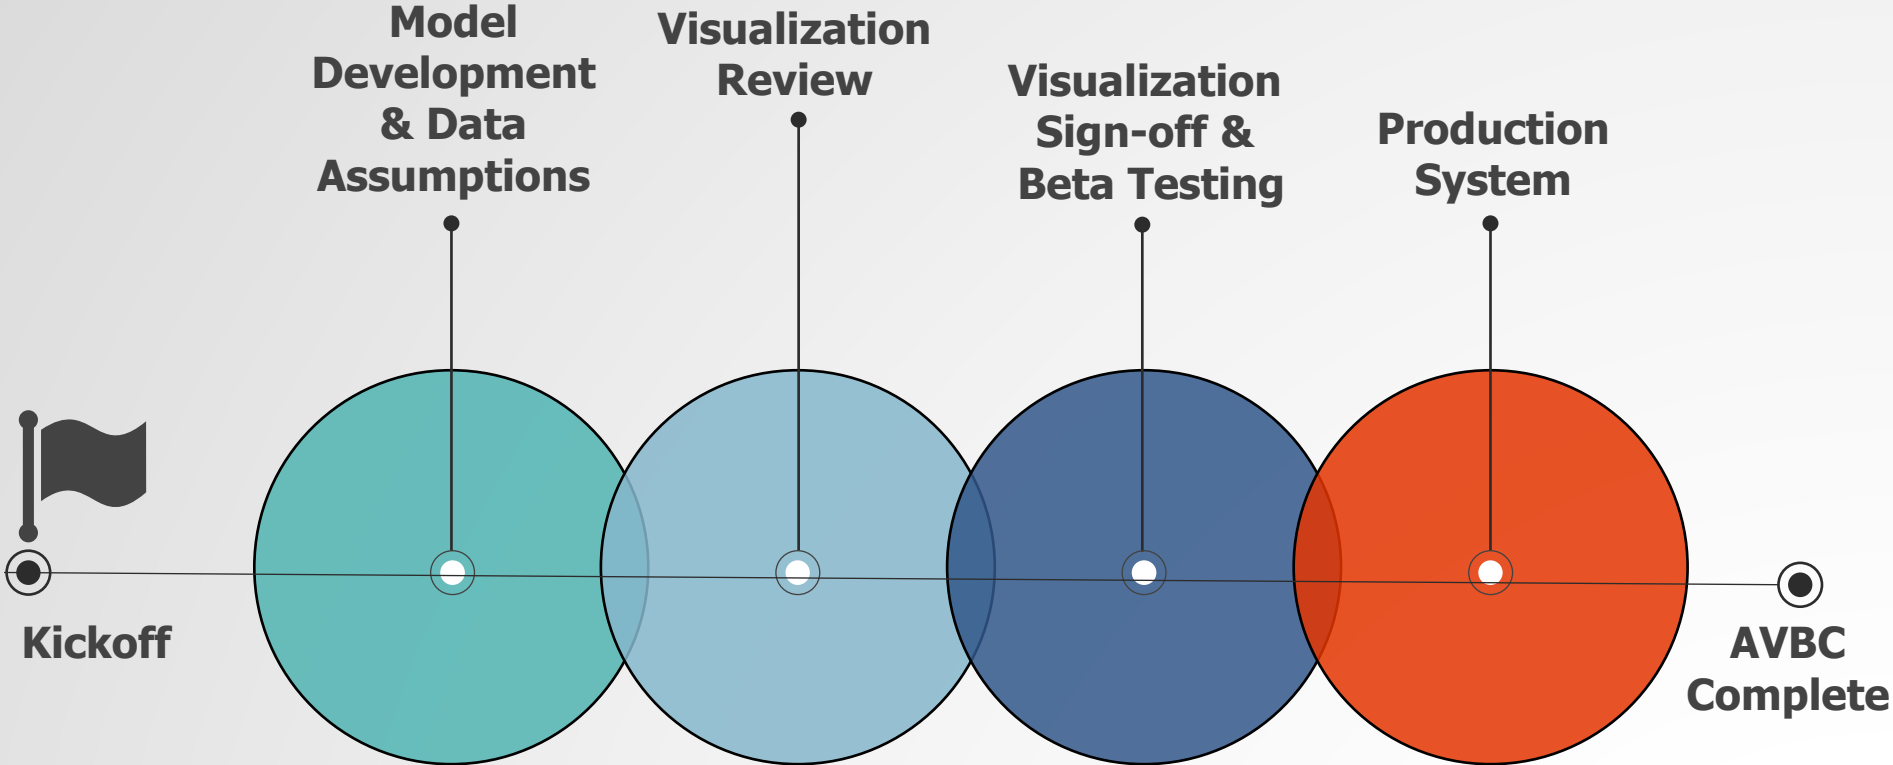 Model
Development
& Data
Assumptions
Visualization
Review
Visualization
Sign-off &
Beta Testing
Production
System
Kickoff
AVBC
Complete